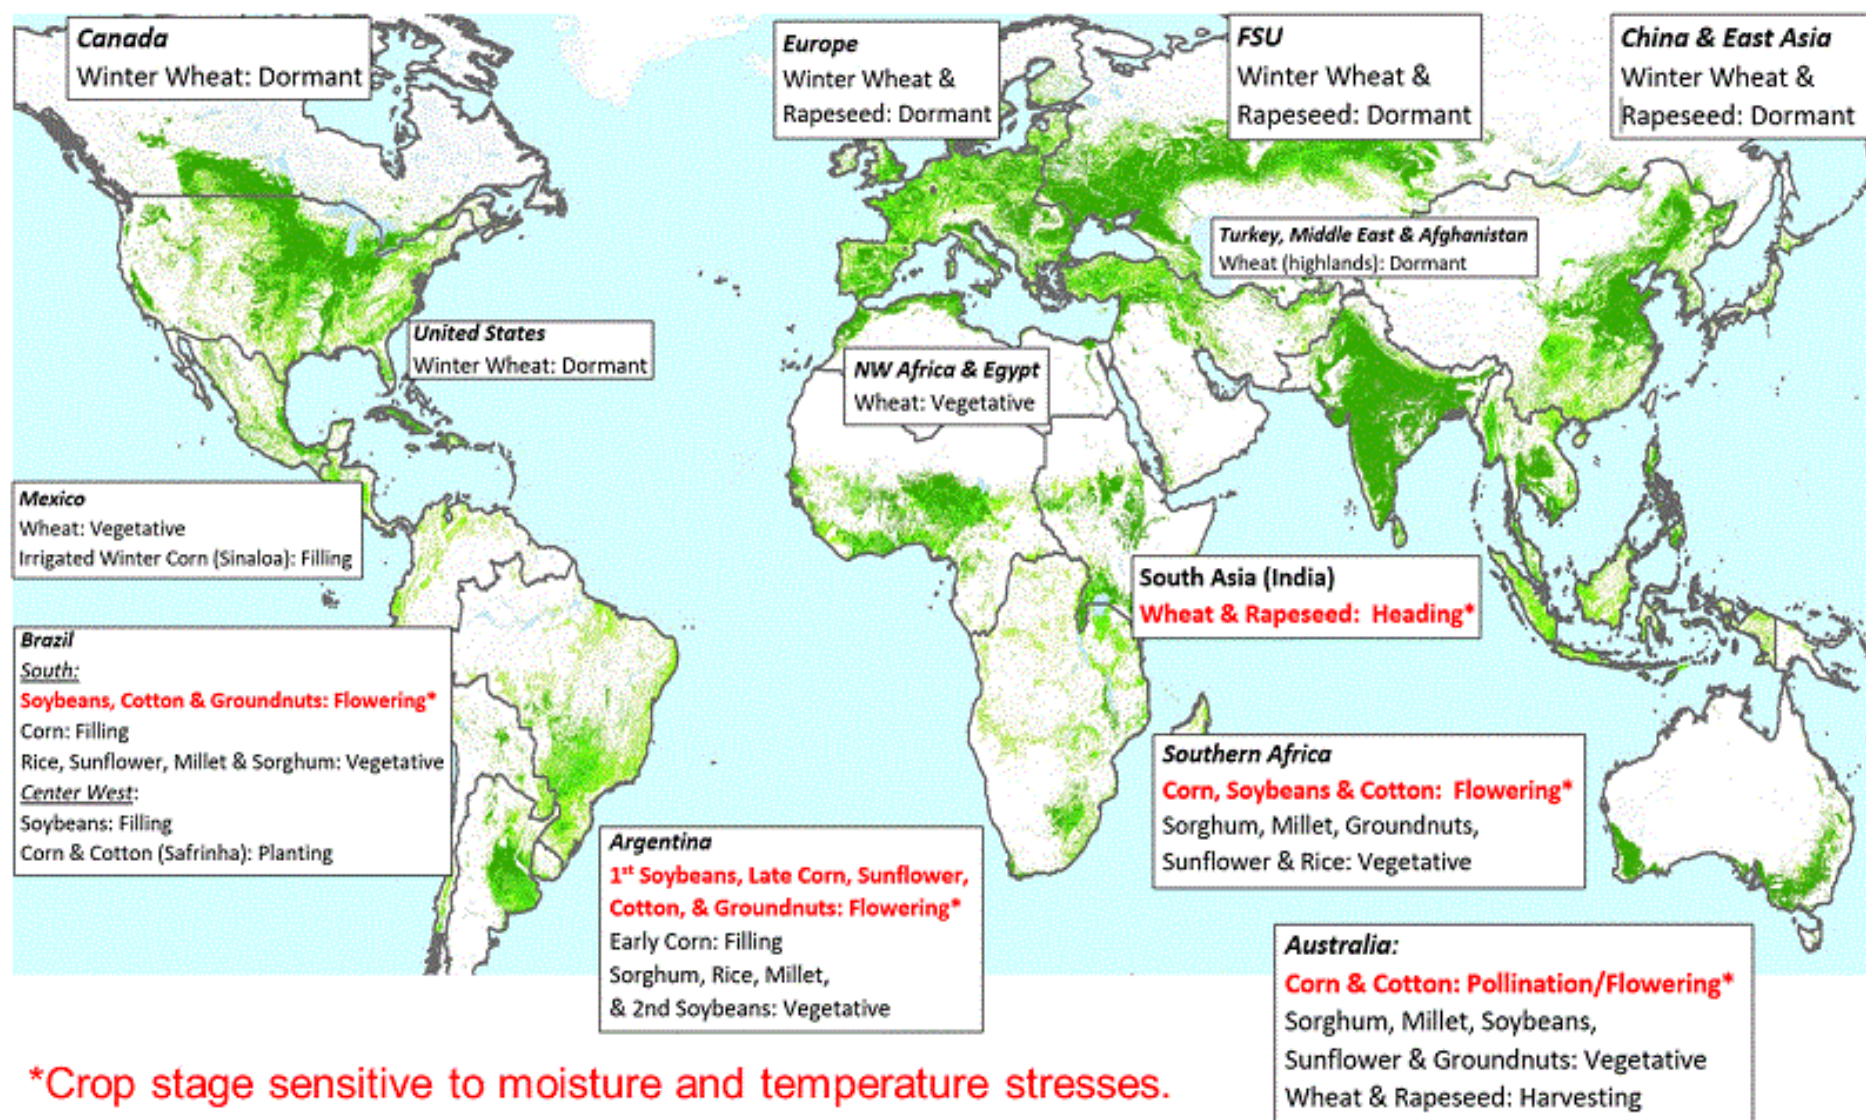 Canada
Winter Wheat: Dormant
Europe
Winter Wheat &
Rapeseed: Dormant
FSU
Winter Wheat &
Rapeseed: Dormant
China & East Asia
Winter Wheat &
Rapeseed: Dormant
Turkey, Middle East & Afghanistan
Wheat (highlands): Dormant
United States
Winter Wheat: Dormant
NW Africa & Egypt
Wheat: Vegetative
Mexico
Wheat: Vegetative
Irrigated Winter Corn (Sinaloa): Filling
South Asia (India)
Wheat & Rapeseed: Heading*
Brazil
South:
Soybeans, Cotton & Groundnuts: Flowering*
Corn: Filling
Rice, Sunflower, Millet & Sorghum: Vegetative
Center West:
Soybeans: Filling
Corn & Cotton (Safrinha): Planting
Southern Africa
Corn, Soybeans & Cotton: Flowering*
Sorghum, Millet, Groundnuts,
Sunflower & Rice: Vegetative
Argentina
1st Soybeans, Late Corn, Sunflower,
Cotton, & Groundnuts: Flowering*
Early Corn: Filling
Sorghum, Rice, Millet,
& 2nd Soybeans: Vegetative
Australia:
Corn & Cotton: Pollination/Flowering*
Sorghum, Millet, Soybeans,
Sunflower & Groundnuts: Vegetative
Wheat & Rapeseed: Harvesting
*Crop stage sensitive to moisture and temperature stresses.